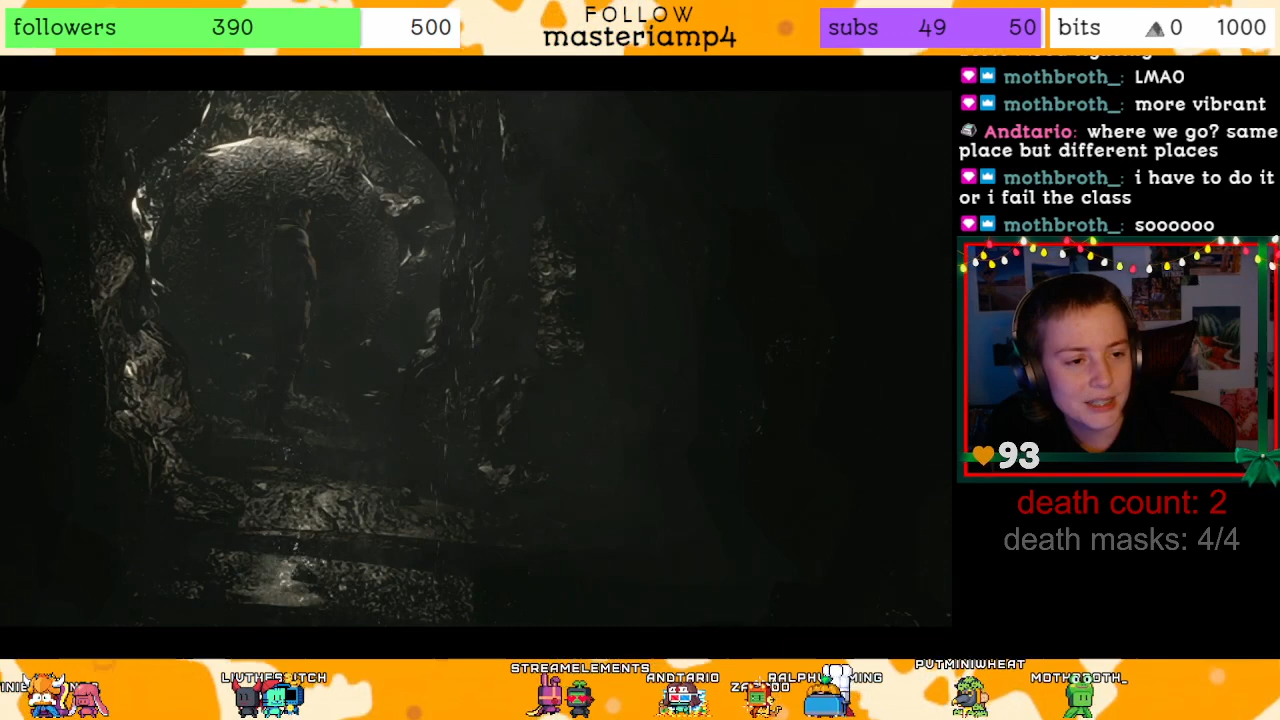 followers 390 500
FOLLOW
masteriamp4
subs 49 50
bits 0 1000
mothbroth_: LMAO
mothbroth_: more vibrant
Andtario: where we go? same
place but different places
mothbroth_: i have to do it
or i fail the class
mothbroth_: sooooooo
93
death count: 2
death masks: 4/4
STREAMELEMENTS
ANDTARIO
PUTMINIWHEAT